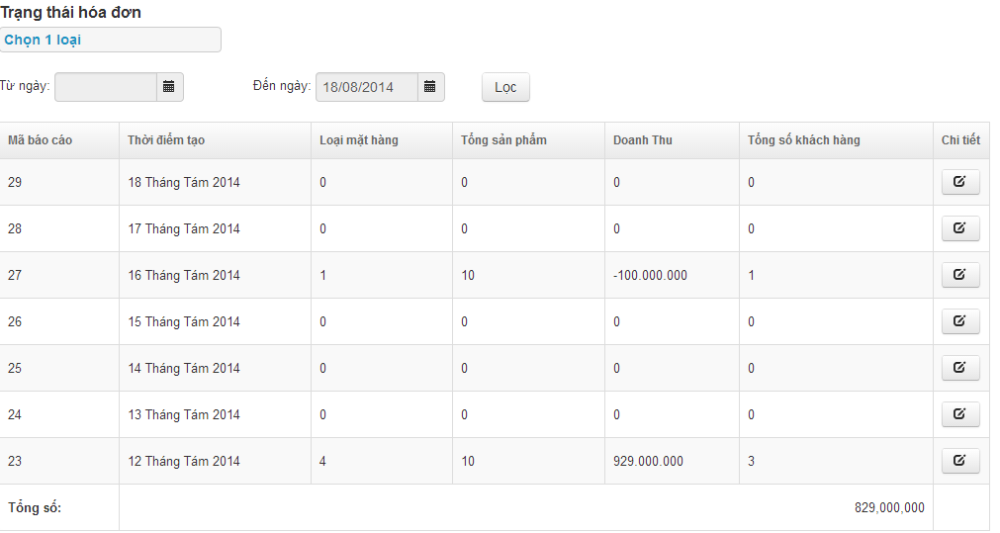 Trạng thái hóa đơn
Chọn 1 loại
Từ ngày: Đến ngày: 18/08/2014 Lọc
Mã báo cáo Thời điểm tạo Loại mặt hàng Tổng sản phẩm Doanh Thu Tổng số khách hàng Chi tiết
29 18 Tháng Tám 2014 0 0 0 0
28 17 Tháng Tám 2014 0 0 0 0
27 16 Tháng Tám 2014 1 10 -100.000.000 1
26 15 Tháng Tám 2014 0 0 0 0
25 14 Tháng Tám 2014 0 0 0 0
24 13 Tháng Tám 2014 0 0 0 0
23 12 Tháng Tám 2014 4 10 929.000.000 3
Tổng số: 829,000,000